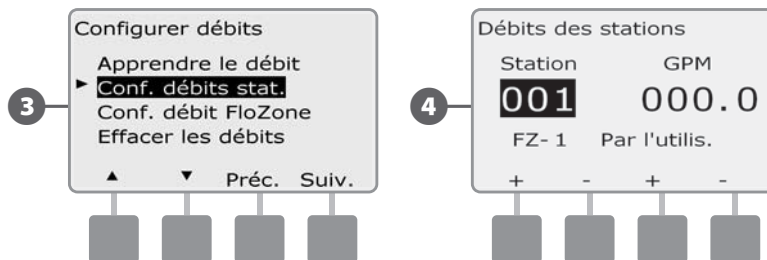 3
Configurer débits
Apprendre le débit
► Conf. débits stat.
Conf. débit FloZone
Effacer les débits
▲ ▼ Préc. Suiv.
4
Débits des stations
Station GPM
001 000.0
FZ- 1 Par l'utilis.
+ - + -